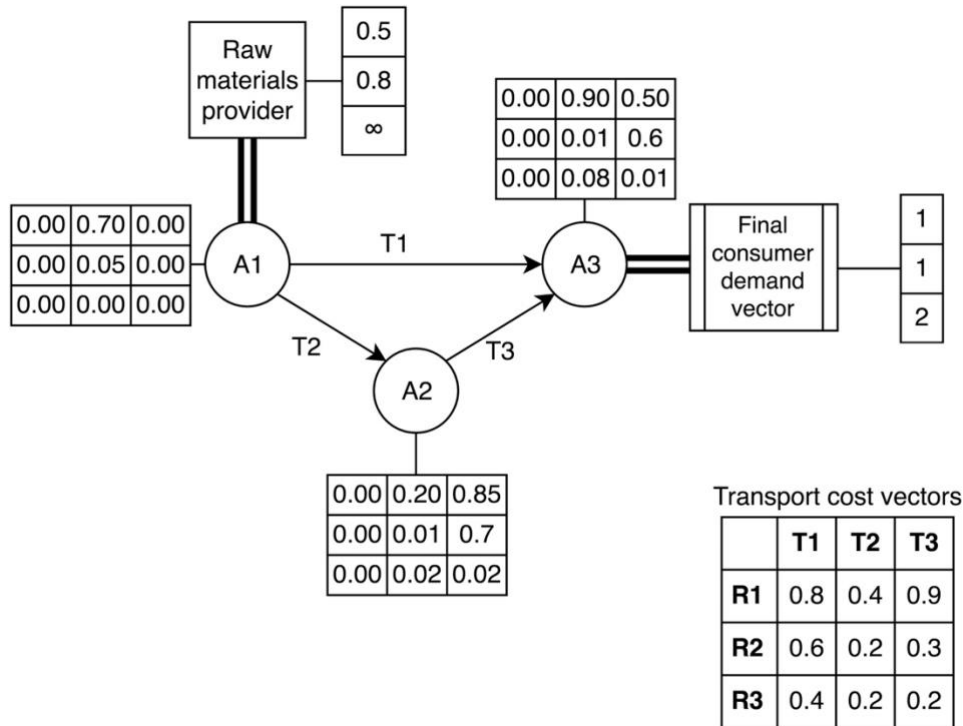 Raw
materials
provider
0.5
0.8
∞
0.00 0.90 0.50
0.00 0.01 0.6
0.00 0.08 0.01
0.00 0.70 0.00
0.00 0.05 0.00
0.00 0.00 0.00
A1
T1
A3
Final
consumer
demand
vector
1
1
2
T2
T3
A2
0.00 0.20 0.85
0.00 0.01 0.7
0.00 0.02 0.02
Transport cost vectors
T1 T2 T3
R1 0.8 0.4 0.9
R2 0.6 0.2 0.3
R3 0.4 0.2 0.2